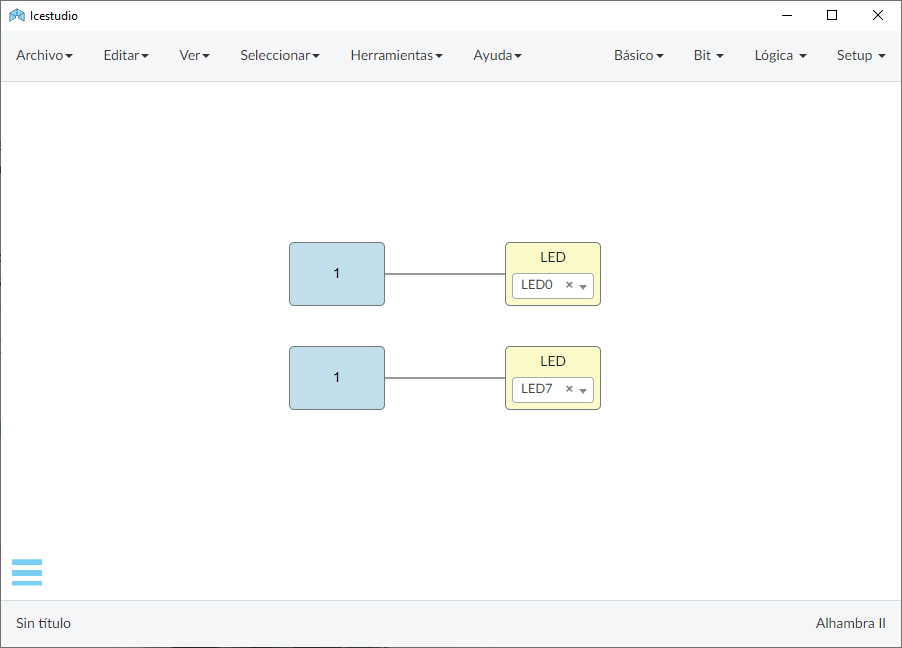 Icestudio
Archivo Editar Ver Seleccionar Herramientas Ayuda Básico Bit Lógica Setup
1
LED
LED0
1
LED
LED7
Sin título
Alhambra II